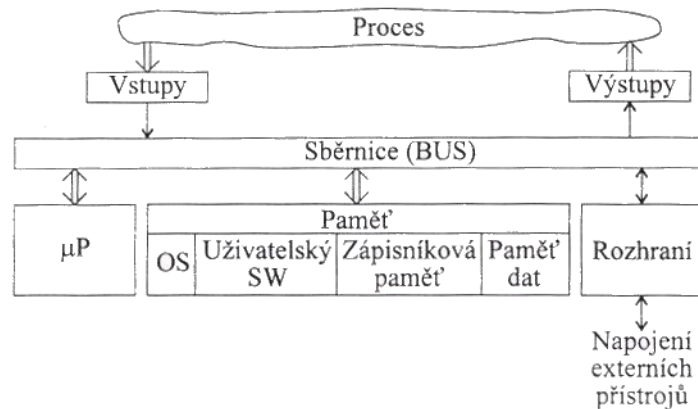 Proces
Vstupy
Výstupy
Sběrnice (BUS)
μP
Paměť
OS
Uživatelský
SW
Zápisníková
paměť
Paměť
dat
Rozhraní
Napojení
externích
přístrojů